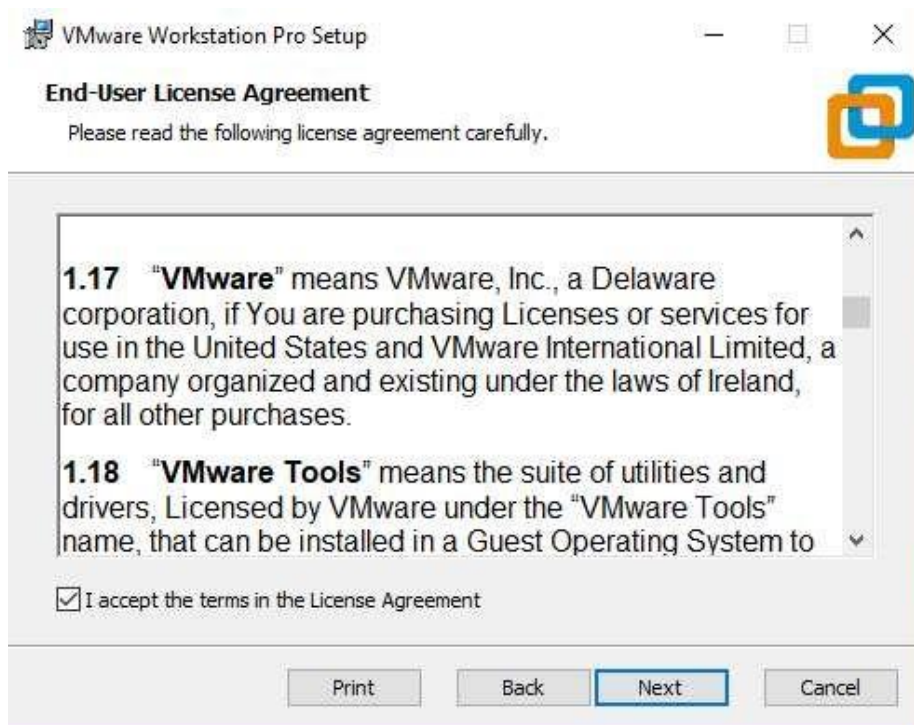 VMware Workstation Pro Setup
End-User License Agreement
Please read the following license agreement carefully.
1.17 "VMware" means VMware, Inc., a Delaware
corporation, if You are purchasing Licenses or services for
use in the United States and VMware International Limited, a
company organized and existing under the laws of Ireland,
for all other purchases.
1.18 "VMware Tools" means the suite of utilities and
drivers, Licensed by VMware under the "VMware Tools"
name, that can be installed in a Guest Operating System to
I accept the terms in the License Agreement
Print Back Next Cancel